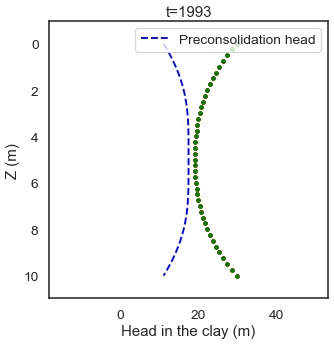 t=1993
Preconsolidation head
0
2
4
6
8
10
Z (m)
0
20
40
Head in the clay (m)